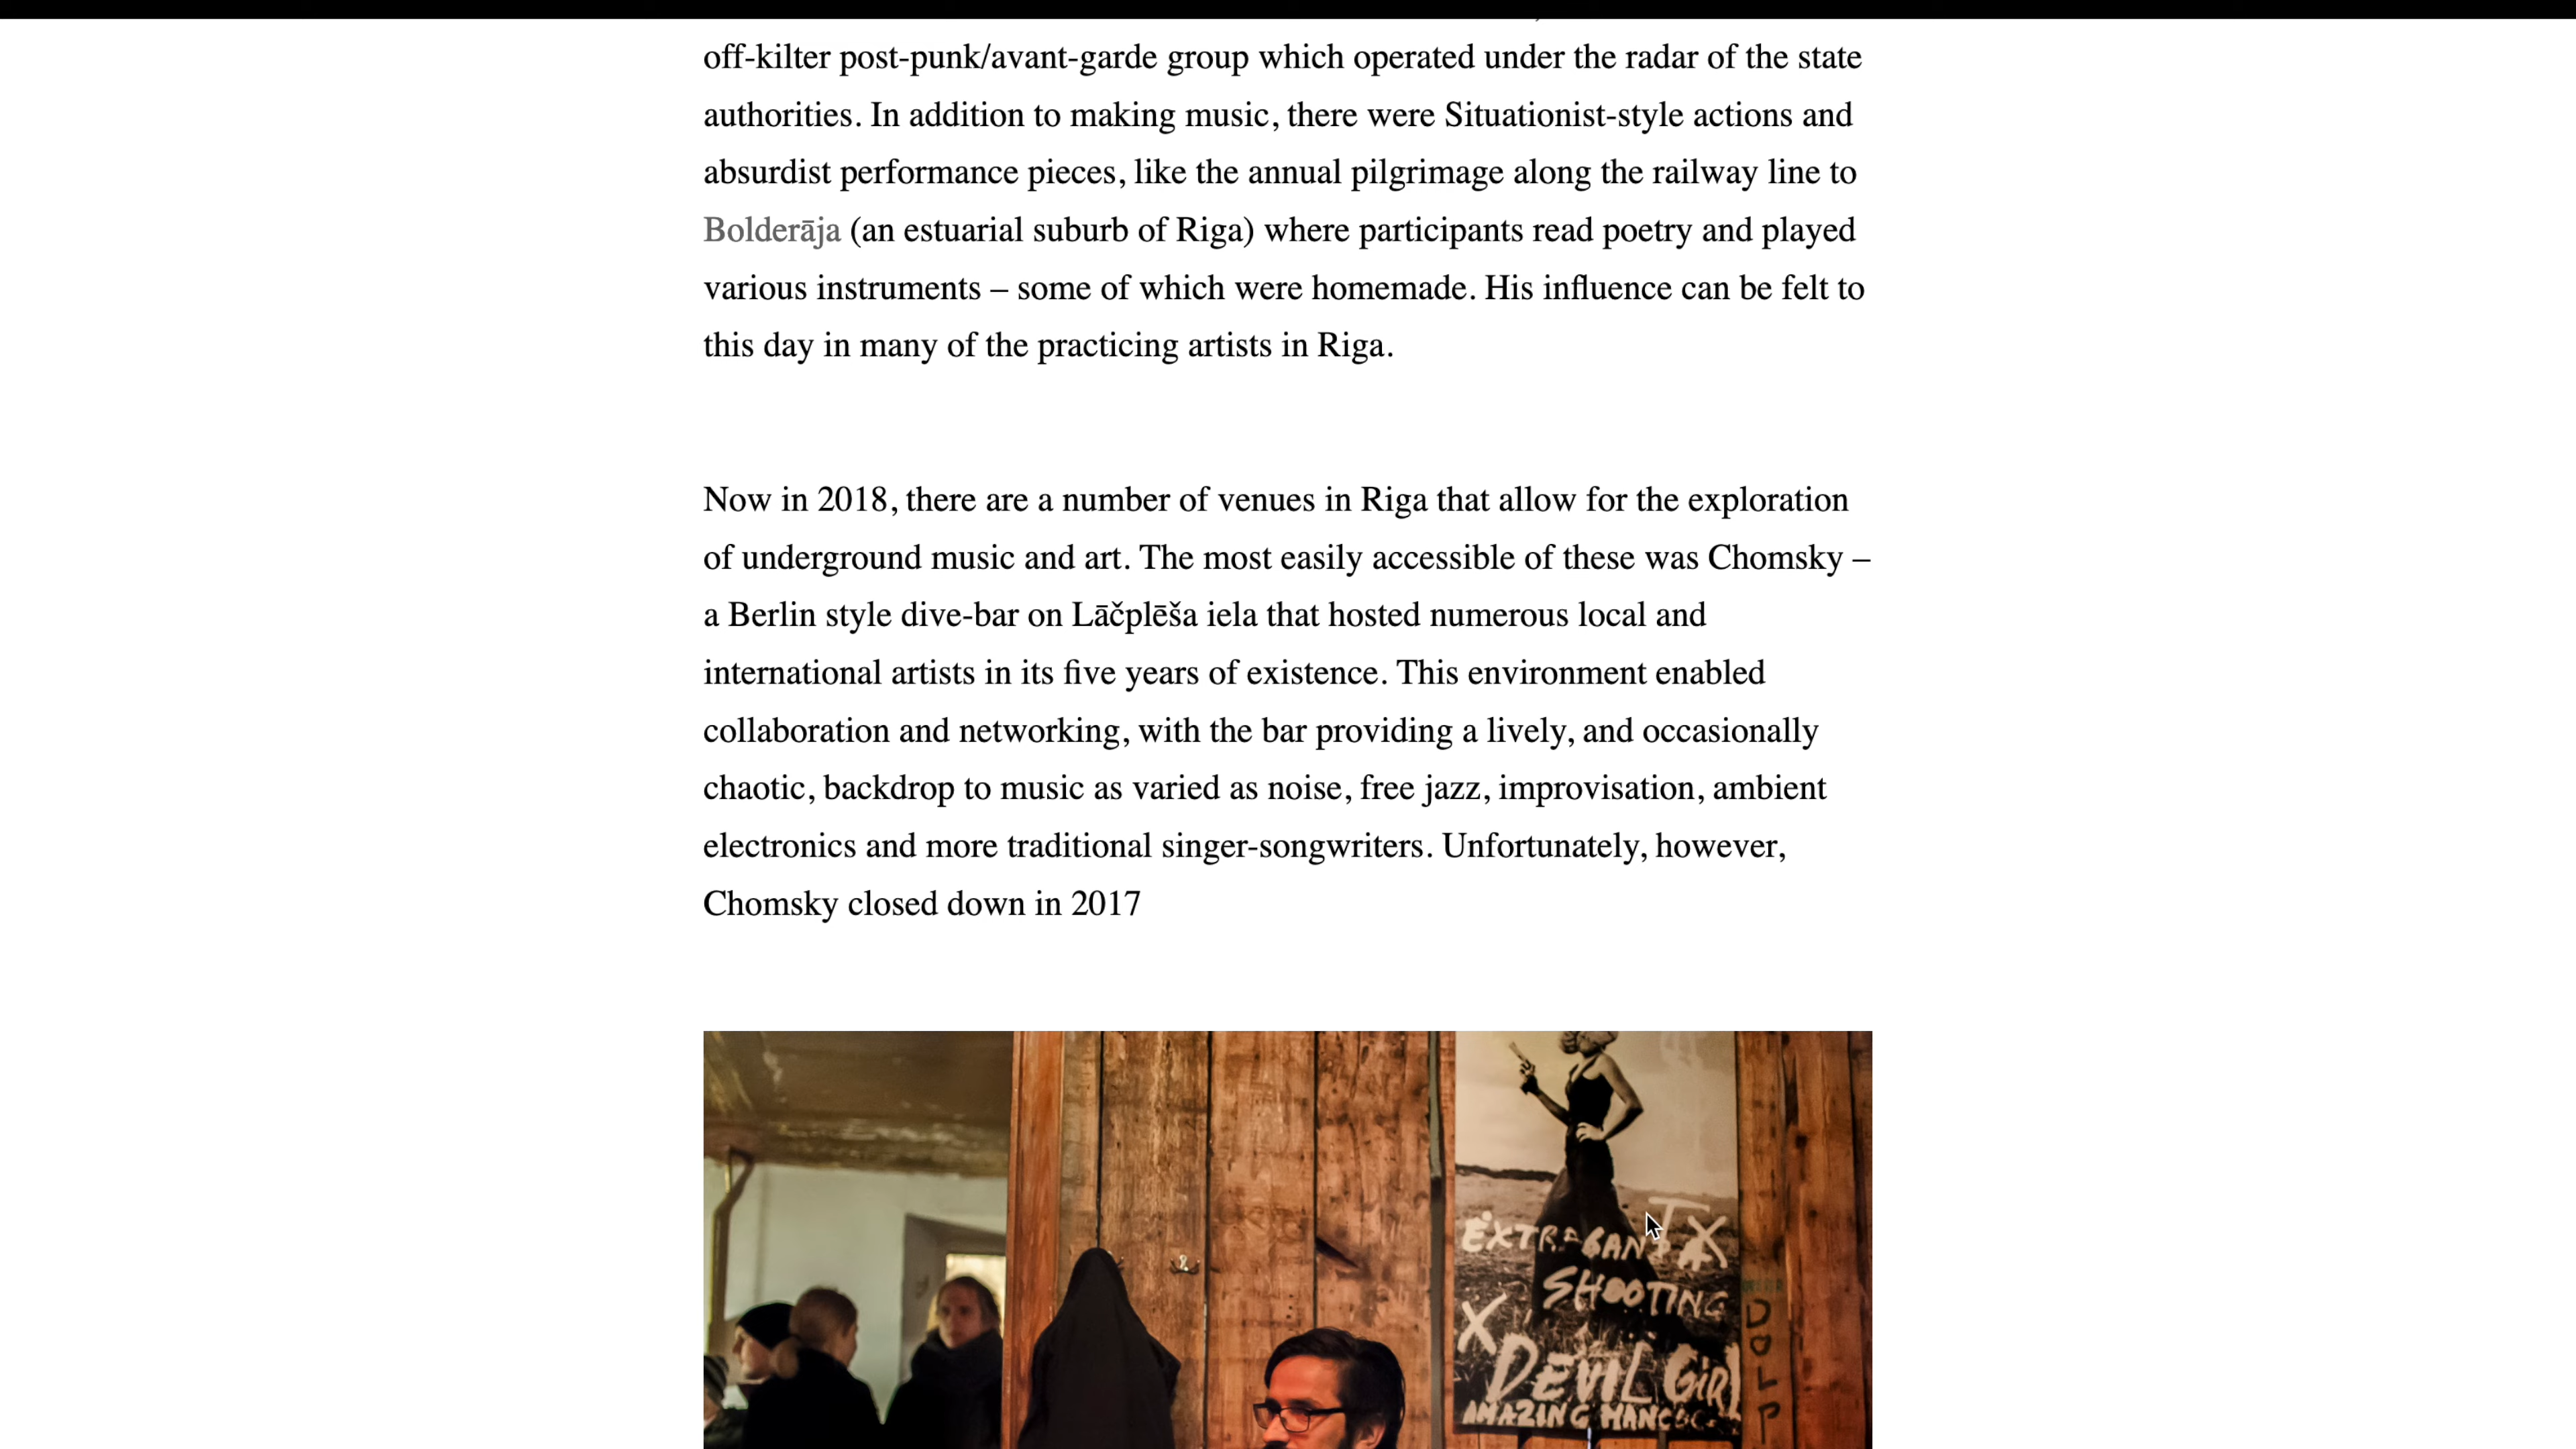 off-kilter post-punk/avant-garde group which operated under the radar of the state
authorities. In addition to making music, there were Situationist-style actions and
absurdist performance pieces, like the annual pilgrimage along the railway line to
Bolderāja (an estuarial suburb of Riga) where participants read poetry and played
various instruments – some of which were homemade. His influence can be felt to
this day in many of the practicing artists in Riga.
Now in 2018, there are a number of venues in Riga that allow for the exploration
of underground music and art. The most easily accessible of these was Chomsky –
a Berlin style dive-bar on Lāčplēša iela that hosted numerous local and
international artists in its five years of existence. This environment enabled
collaboration and networking, with the bar providing a lively, and occasionally
chaotic, backdrop to music as varied as noise, free jazz, improvisation, ambient
electronics and more traditional singer-songwriters. Unfortunately, however,
Chomsky closed down in 2017
SHOOTING
X DEVIL GIRL
AMAZING
DOLP